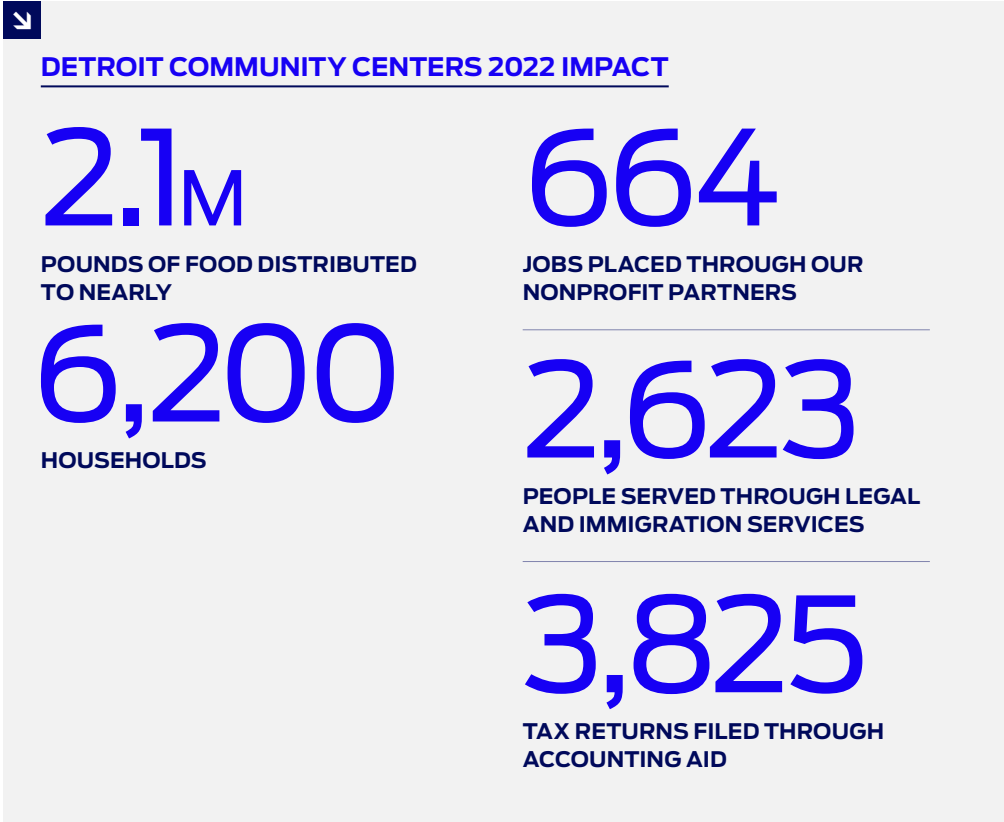 DETROIT COMMUNITY CENTERS 2022 IMPACT
2.1M
POUNDS OF FOOD DISTRIBUTED
TO NEARLY
6,200
HOUSEHOLDS
664
JOBS PLACED THROUGH OUR
NONPROFIT PARTNERS
2,623
PEOPLE SERVED THROUGH LEGAL
AND IMMIGRATION SERVICES
3,825
TAX RETURNS FILED THROUGH
ACCOUNTING AID